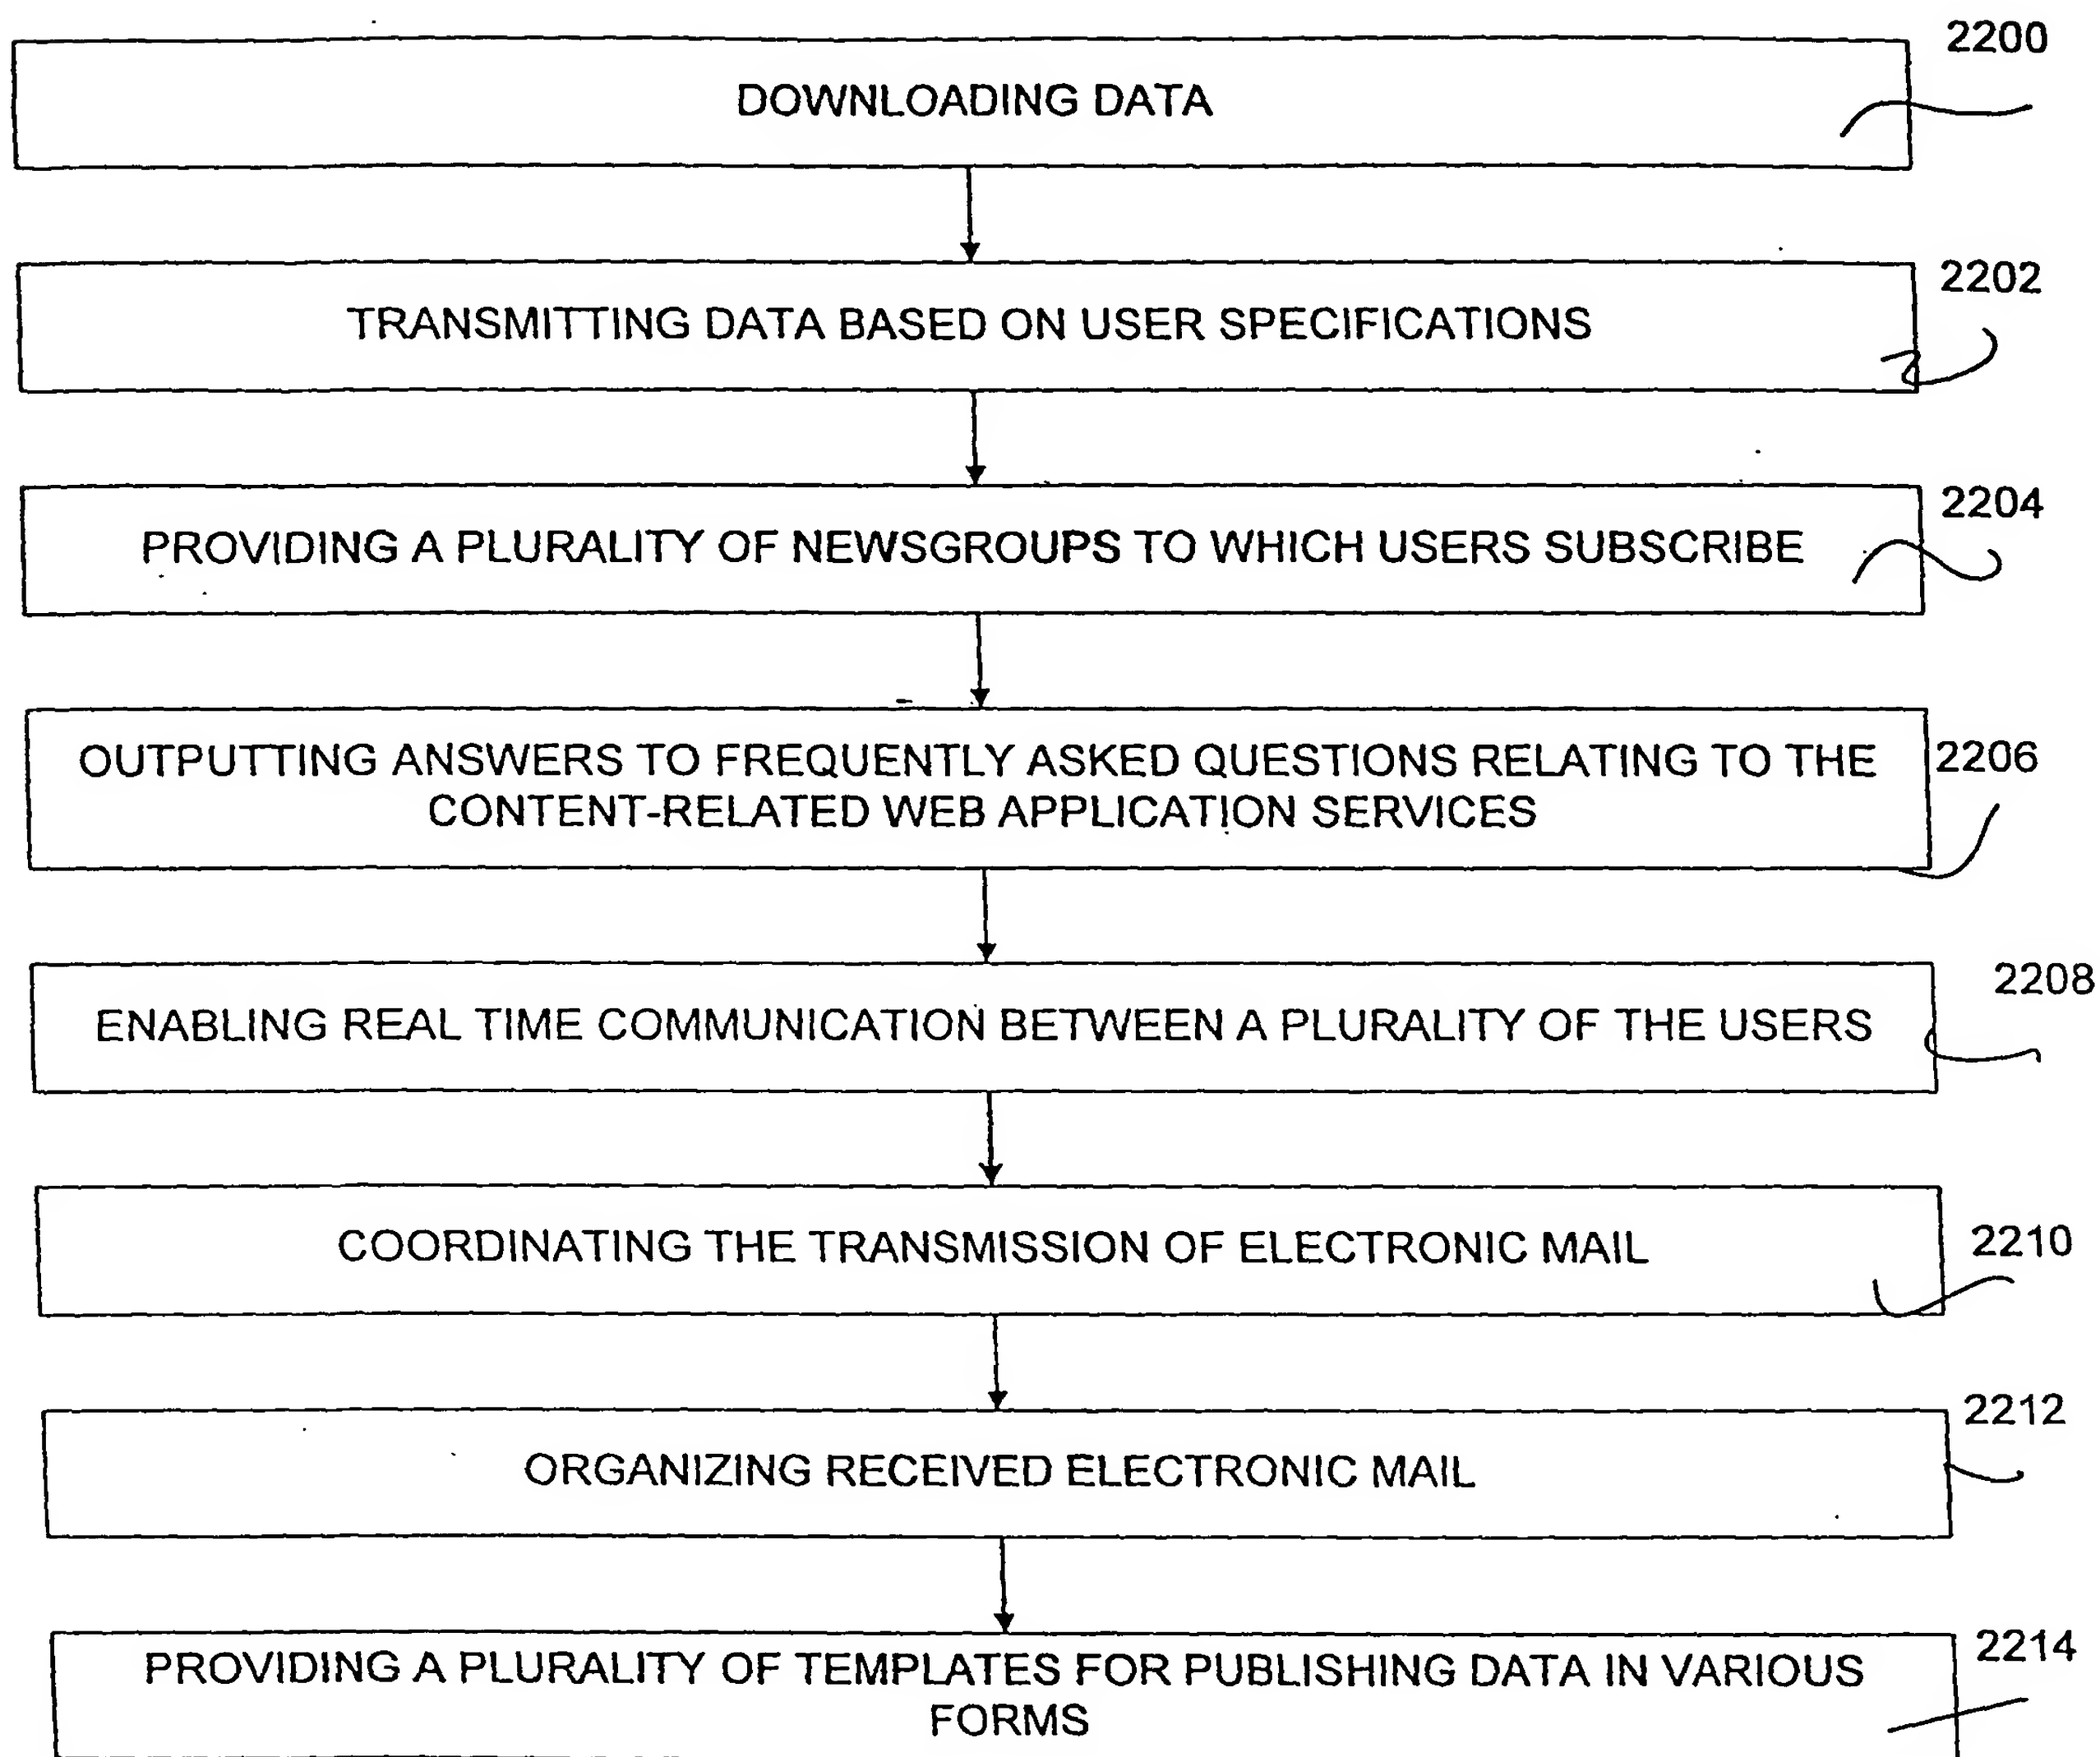 2200
DOWNLOADING DATA
2202
TRANSMITTING DATA BASED ON USER SPECIFICATIONS
2204
PROVIDING A PLURALITY OF NEWSGROUPS TO WHICH USERS SUBSCRIBE
2206
OUTPUTTING ANSWERS TO FREQUENTLY ASKED QUESTIONS RELATING TO THE
CONTENT-RELATED WEB APPLICATION SERVICES
2208
ENABLING REAL TIME COMMUNICATION BETWEEN A PLURALITY OF THE USERS
2210
COORDINATING THE TRANSMISSION OF ELECTRONIC MAIL
2212
ORGANIZING RECEIVED ELECTRONIC MAIL
2214
PROVIDING A PLURALITY OF TEMPLATES FOR PUBLISHING DATA IN VARIOUS
FORMS